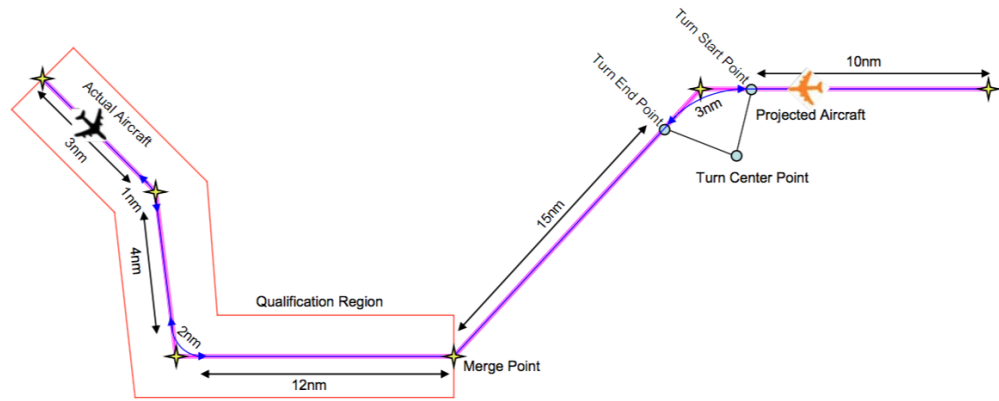 Turn Start Point
10nm
Turn End Point
3nm
Projected Aircraft
Actual Aircraft
3nm
Turn Center Point
1nm
15nm
4nm
Qualification Region
2nm
Merge Point
12nm